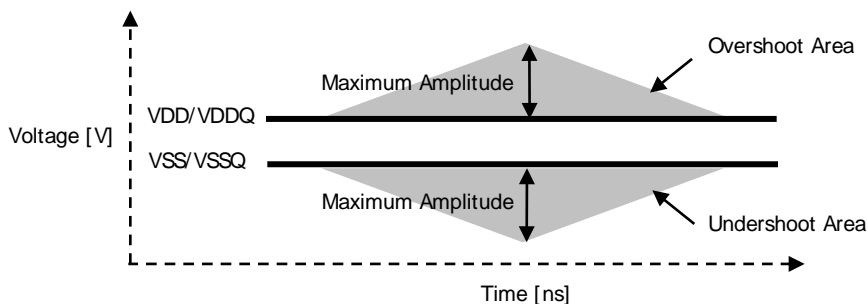 Overshoot Area
Maximum Amplitude
VDD/VDDQ
Voltage [V]
VSS/VSSQ
Maximum Amplitude
Undershoot Area
Time [ns]